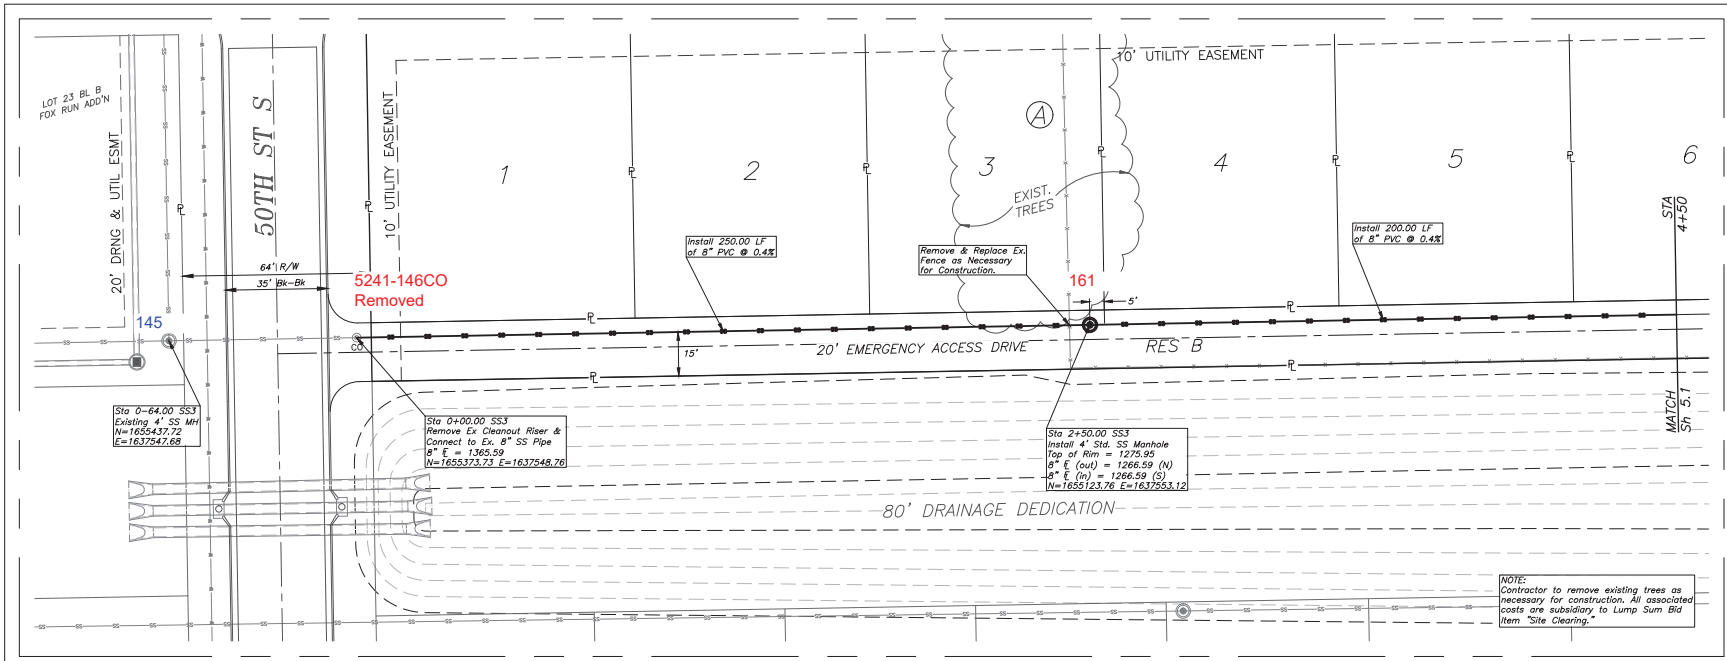 LOT 23 BL B
FOX RUN ADD'N
20' DRNG & UTIL ESMT
50TH ST S
10' UTILITY EASEMENT
10' UTILITY EASEMENT
1
2
3
4
5
6
A
EXIST.
TREES
64' R/W
35' Bk-Bk
5241-146CO
Removed
145
161
Install 250.00 LF
of 8" PVC @ 0.4%
Remove & Replace Ex.
Fence as Necessary
for Construction.
Install 200.00 LF
of 8" PVC @ 0.4%
STA
4+50
MATCH
Sh 5.1
5'
15'
CO
20' EMERGENCY ACCESS DRIVE
RES B
Sta 0-64.00 SS3
Existing 4' SS MH
N=1655437.72
E=1637547.68
Sta 0+00.00 SS3
Remove Ex Cleanout Riser &
Connect to Ex. 8" SS Pipe
8" FL = 1365.59
N=1655373.73 E=1637548.76
Sta 2+50.00 SS3
Install 4' Std. SS Manhole
Top of Rim = 1275.95
8" FL (out) = 1266.59 (N)
8" FL (in) = 1266.59 (S)
N=1655123.76 E=1637553.12
80' DRAINAGE DEDICATION
NOTE:
Contractor to remove existing trees as
necessary for construction. All associated
costs are subsidiary to Lump Sum Bid
Item "Site Clearing."